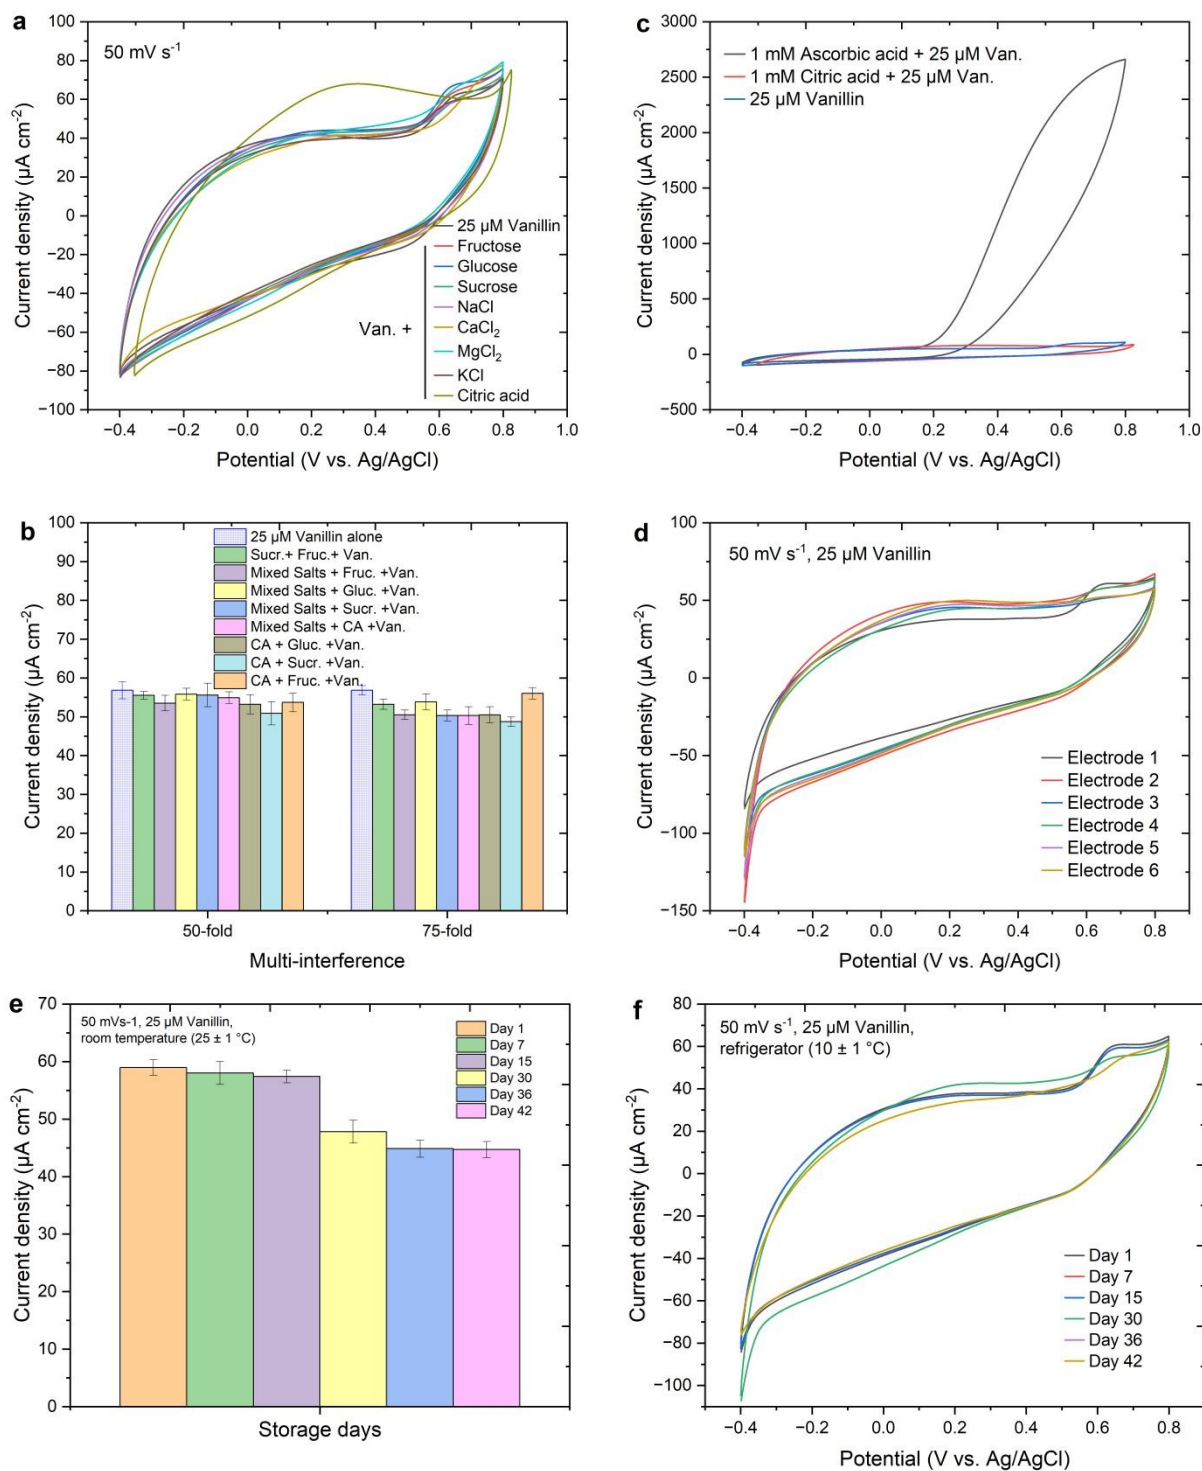 a
50 mV s⁻¹
Current density (µA cm⁻²)
100
80
60
40
20
0
−20
−40
−60
−80
−100
25 µM Vanillin
Fructose
Glucose
Sucrose
NaCl
CaCl₂
MgCl₂
KCl
Citric acid
Van. +
−0.4
−0.2
0.0
0.2
0.4
0.6
0.8
1.0
Potential (V vs. Ag/AgCl)
c
1 mM Ascorbic acid + 25 µM Van.
1 mM Citric acid + 25 µM Van.
25 µM Vanillin
Current density (µA cm⁻²)
3000
2500
2000
1500
1000
500
0
−500
−0.4
−0.2
0.0
0.2
0.4
0.6
0.8
1.0
Potential (V vs. Ag/AgCl)
b
25 µM Vanillin alone
Sucr.+ Fruc.+ Van.
Mixed Salts + Fruc. +Van.
Mixed Salts + Gluc. +Van.
Mixed Salts + Sucr. +Van.
Mixed Salts + CA +Van.
CA + Gluc. +Van.
CA + Sucr. +Van.
CA + Fruc. +Van.
Current density (µA cm⁻²)
100
90
80
70
60
50
40
30
20
10
0
50-fold
75-fold
Multi-interference
d
50 mV s⁻¹, 25 µM Vanillin
Current density (µA cm⁻²)
100
50
0
−50
−100
−150
Electrode 1
Electrode 2
Electrode 3
Electrode 4
Electrode 5
Electrode 6
−0.4
−0.2
0.0
0.2
0.4
0.6
0.8
Potential (V vs. Ag/AgCl)
e
50 mVs-1, 25 µM Vanillin,
room temperature (25 ± 1 °C)
Day 1
Day 7
Day 15
Day 30
Day 36
Day 42
Current density (µA cm⁻²)
70
60
50
40
30
20
10
0
Storage days
f
50 mV s⁻¹, 25 µM Vanillin,
refrigerator (10 ± 1 °C)
Current density (µA cm⁻²)
80
60
40
20
0
−20
−40
−60
−80
−100
Day 1
Day 7
Day 15
Day 30
Day 36
Day 42
−0.4
−0.2
0.0
0.2
0.4
0.6
0.8
Potential (V vs. Ag/AgCl)